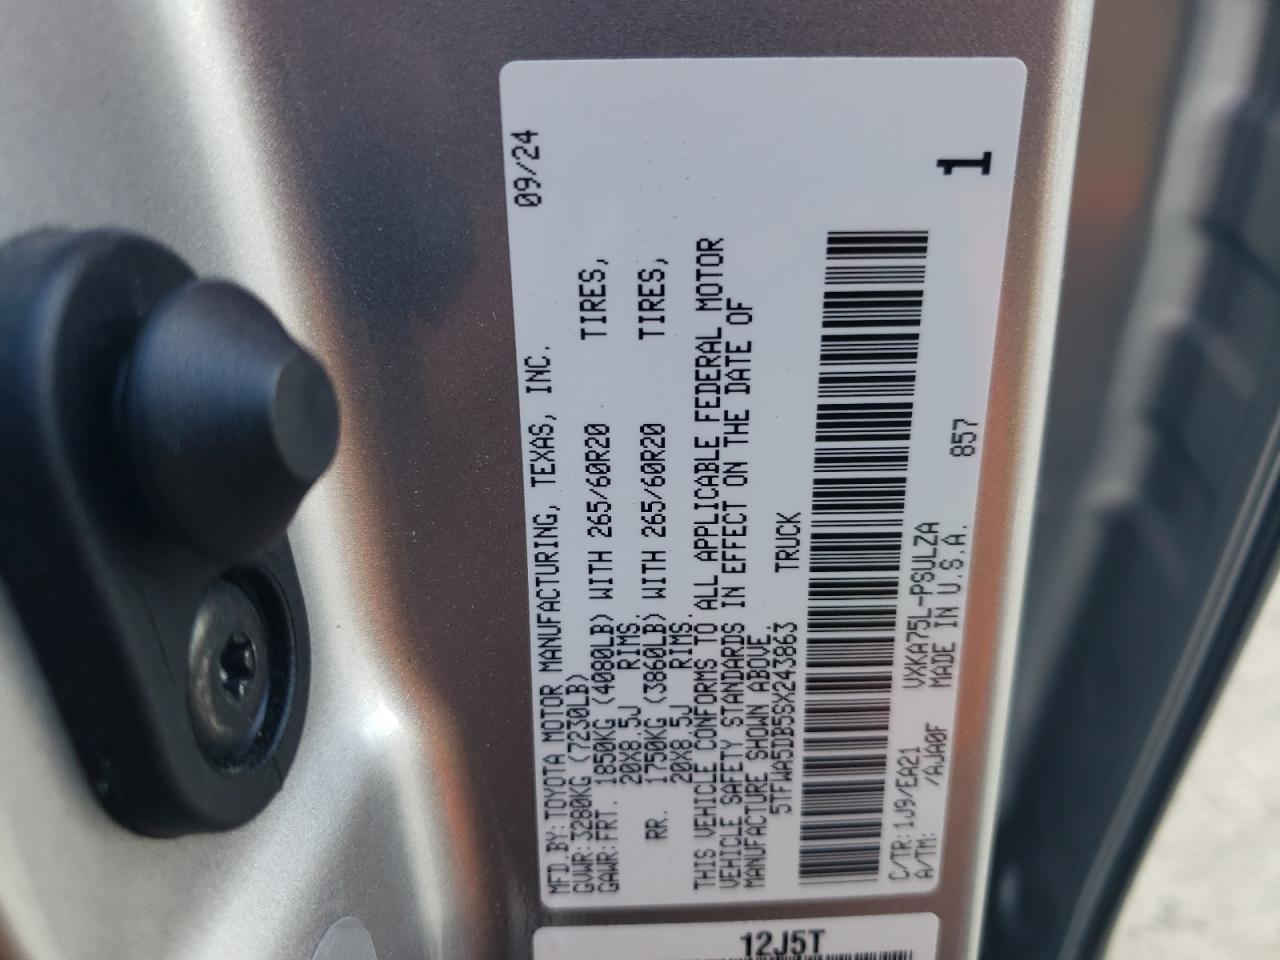 09/24
MFD.BY:TOYOTA MOTOR MANUFACTURING, TEXAS, INC.
GVWR:3280KG (7230LB)
GAWR:FRT. 1850KG (4080LB) WITH 265/60R20 TIRES,
20X8.5J RIMS.
RR. 1750KG (3860LB) WITH 265/60R20 TIRES,
20X8.5J RIMS.
THIS VEHICLE CONFORMS TO ALL APPLICABLE FEDERAL MOTOR
VEHICLE SAFETY STANDARDS IN EFFECT ON THE DATE OF
MANUFACTURE SHOWN ABOVE.
5TFWA5DB5SX243863 TRUCK
C/TR:1J9/EA21 VXKA75L-PSULZA 857
A/TM: /AJA0F MADE IN U.S.A.
1
12J5T